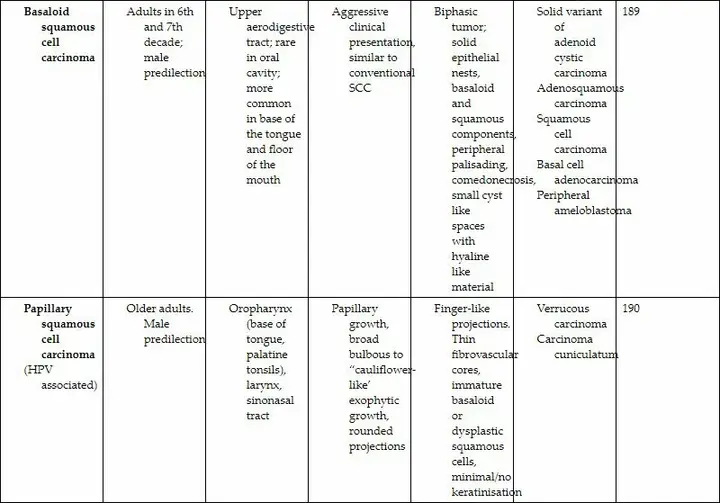 Basaloid
squamous
cell
carcinoma
Adults in 6th
and 7th
decade;
male
predilection
Upper
aerodigestive
tract; rare
in oral
cavity;
more
common
in base of
the tongue
and floor
of the
mouth
Aggressive
clinical
presentation,
similar to
conventional
SCC
Biphasic
tumor;
solid
epithelial
nests,
basaloid
and
squamous
components,
peripheral
palisading,
comedonecrosis,
small cyst
like
spaces
with
hyaline
like
material
Solid variant
of
adenoid
cystic
carcinoma
Adenosquamous
carcinoma
Squamous
cell
carcinoma
Basal cell
adenocarcinoma
Peripheral
ameloblastoma
189
Papillary
squamous
cell
carcinoma
(HPV
associated)
Older adults.
Male
predilection
Oropharynx
(base of
tongue,
palatine
tonsils),
larynx,
sinonasal
tract
Papillary
growth,
broad
bulbous to
“cauliflower-
like’
exophytic
growth,
rounded
projections
Finger-like
projections.
Thin
fibrovascular
cores,
immature
basaloid
or
dysplastic
squamous
cells,
minimal/no
keratinisation
Verrucous
carcinoma
Carcinoma
cuniculatum
190